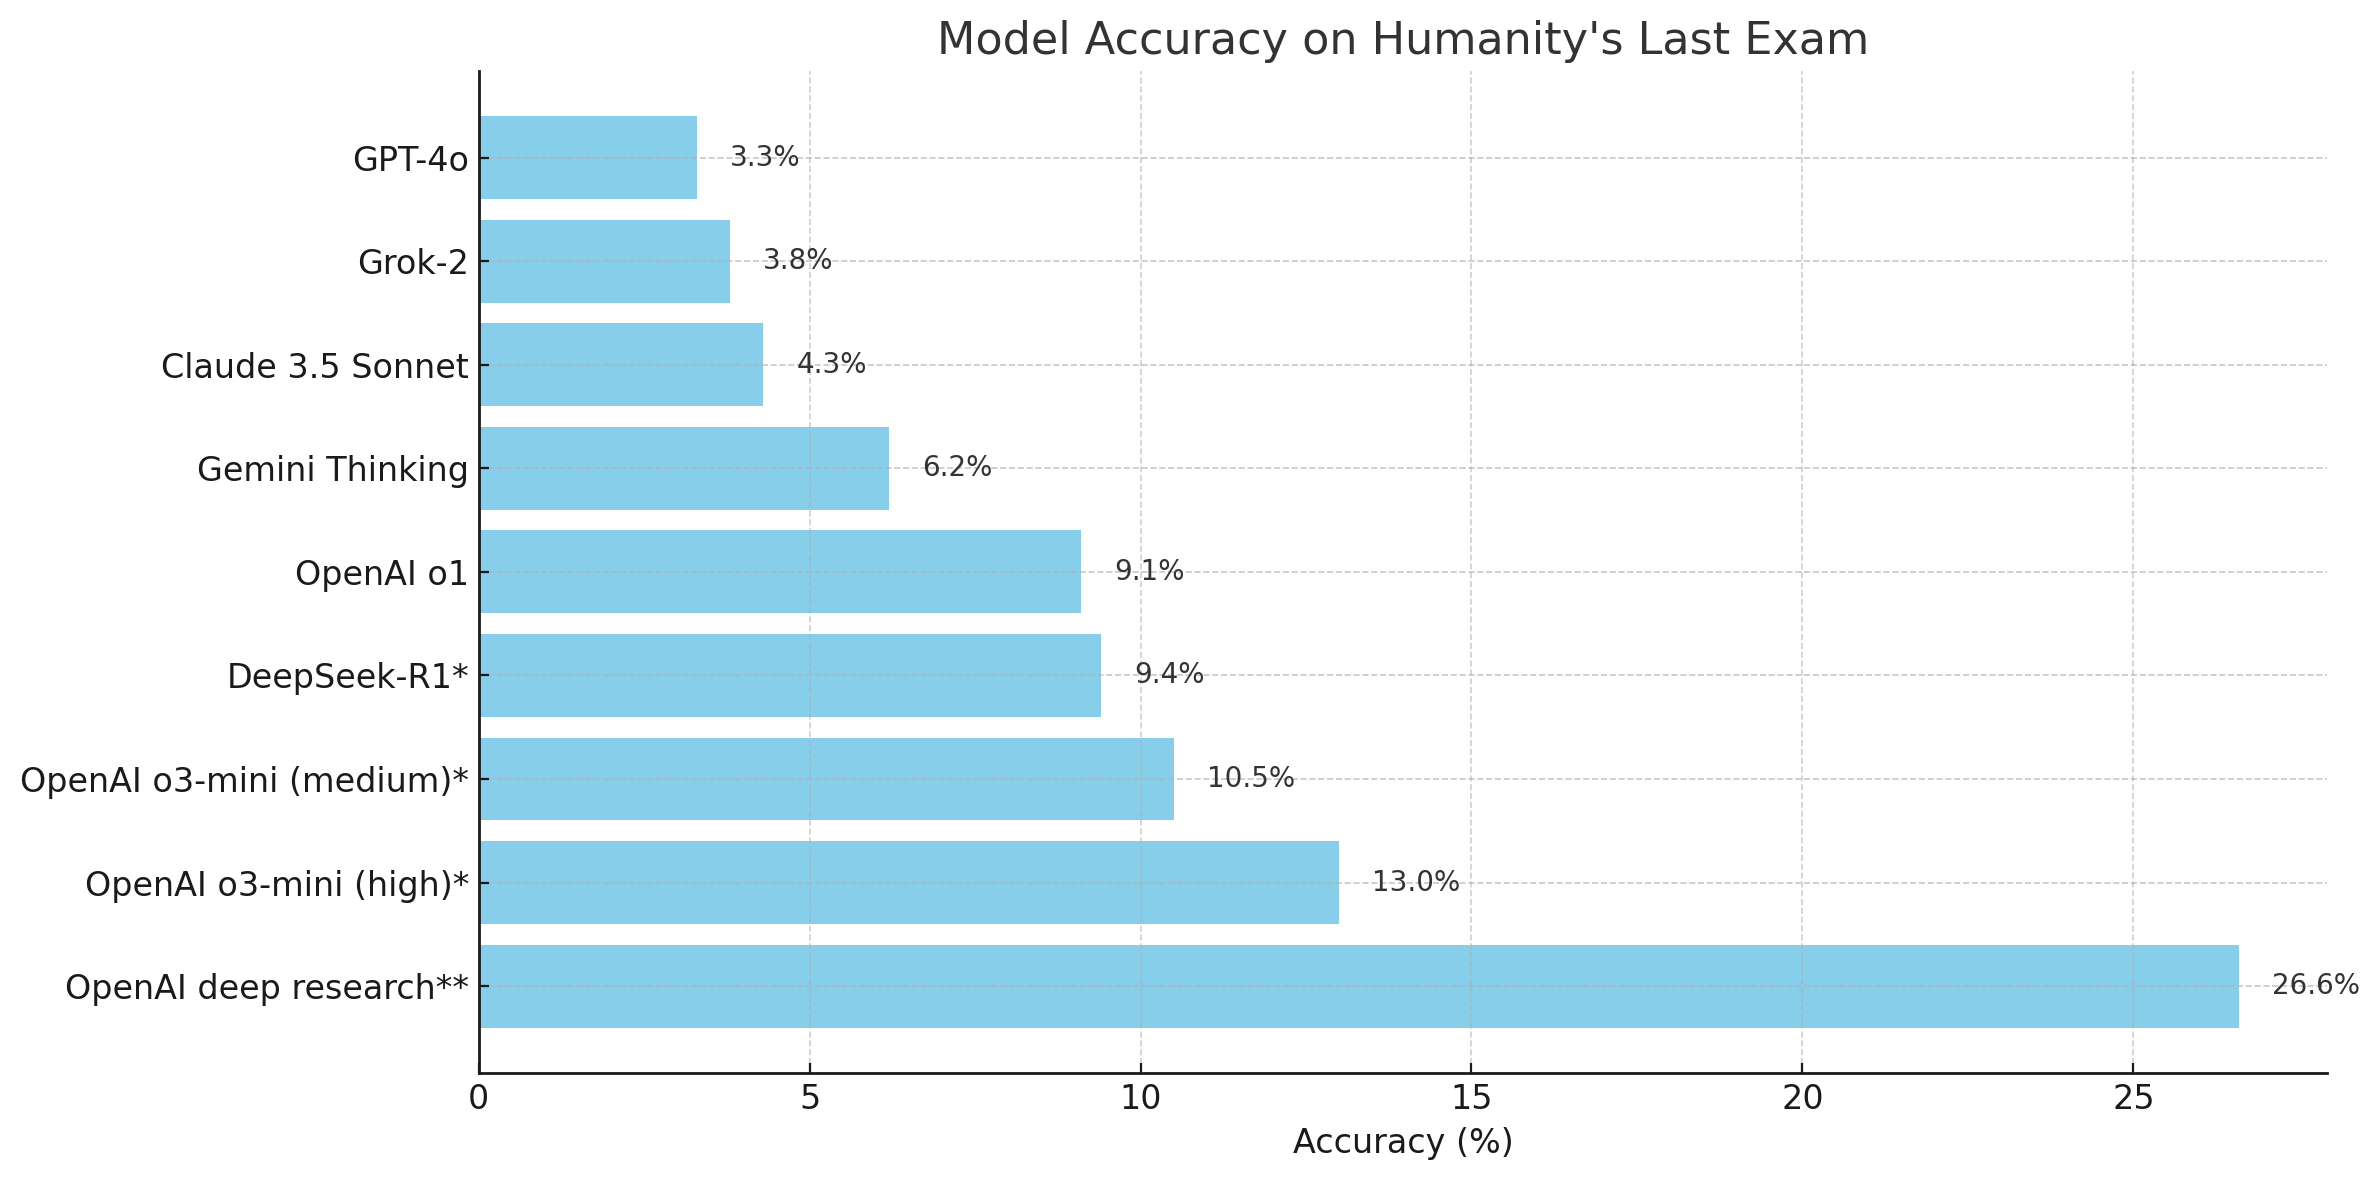 Model Accuracy on Humanity's Last Exam
GPT-4o 3.3%
Grok-2 3.8%
Claude 3.5 Sonnet 4.3%
Gemini Thinking 6.2%
OpenAI o1 9.1%
DeepSeek-R1* 9.4%
OpenAI o3-mini (medium)* 10.5%
OpenAI o3-mini (high)* 13.0%
OpenAI deep research** 26.6%
0 5 10 15 20 25
Accuracy (%)